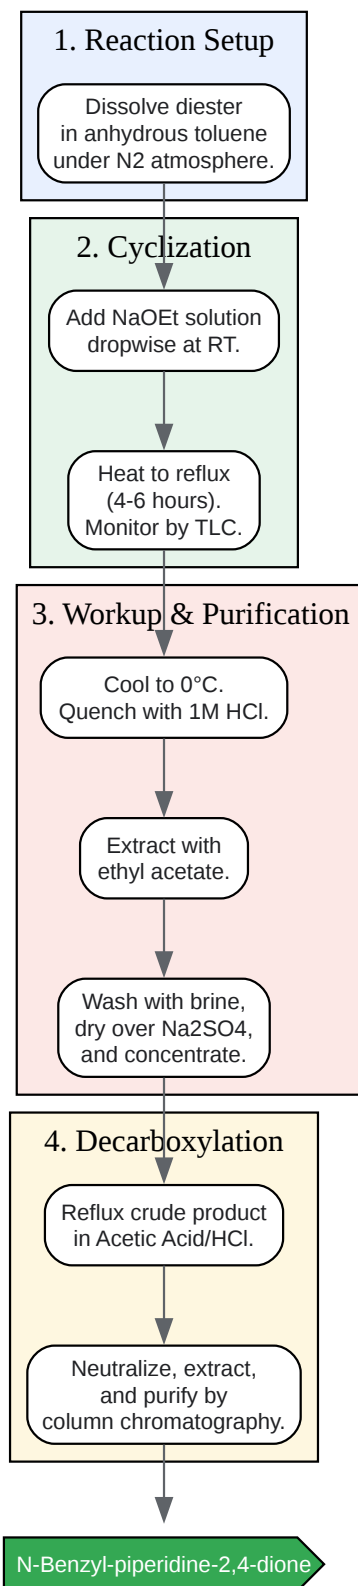 1. Reaction Setup
Dissolve diester
in anhydrous toluene
under N2 atmosphere.
2. Cyclization
Add NaOEt solution
dropwise at RT.
Heat to reflux
(4-6 hours).
Monitor by TLC.
3. Workup & Purification
Cool to 0°C.
Quench with 1M HCl.
Extract with
ethyl acetate.
Wash with brine,
dry over Na2SO4,
and concentrate.
4. Decarboxylation
Reflux crude product
in Acetic Acid/HCl.
Neutralize, extract,
and purify by
column chromatography.
N-Benzyl-piperidine-2,4-dione